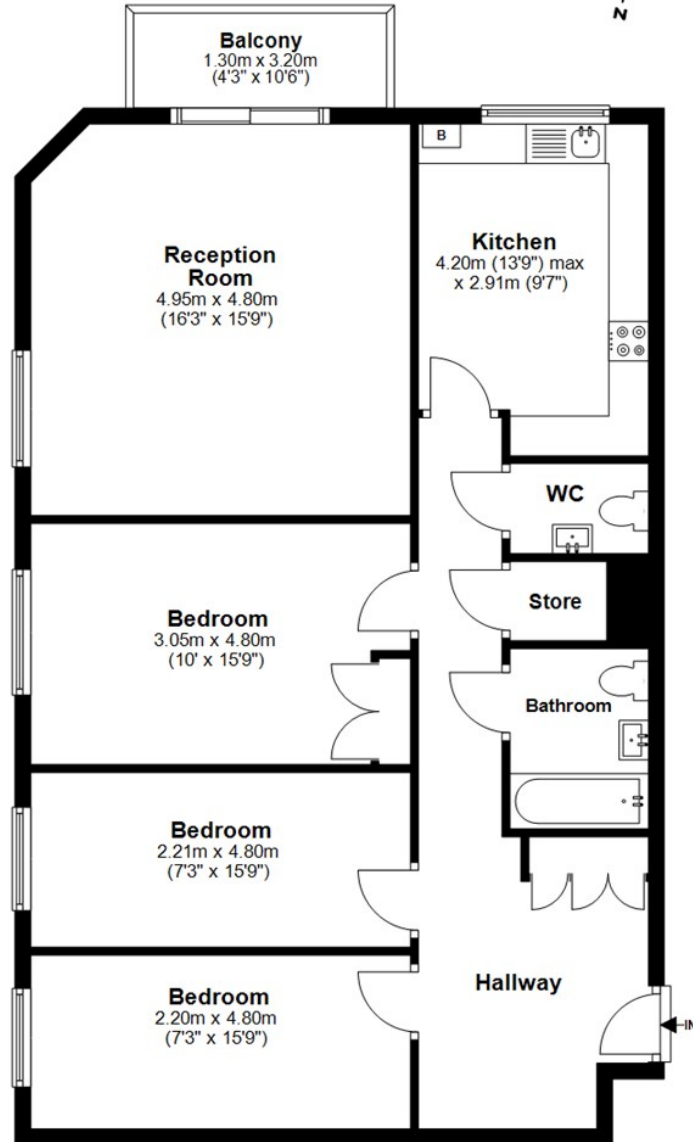 N
Balcony
1.30m x 3.20m
(4'3" x 10'6")
B
Reception
Room
4.95m x 4.80m
(16'3" x 15'9")
Kitchen
4.20m (13'9") max
x 2.91m (9'7")
WC
Bedroom
3.05m x 4.80m
(10' x 15'9")
Store
Bathroom
Bedroom
2.21m x 4.80m
(7'3" x 15'9")
Hallway
Bedroom
2.20m x 4.80m
(7'3" x 15'9")
IN